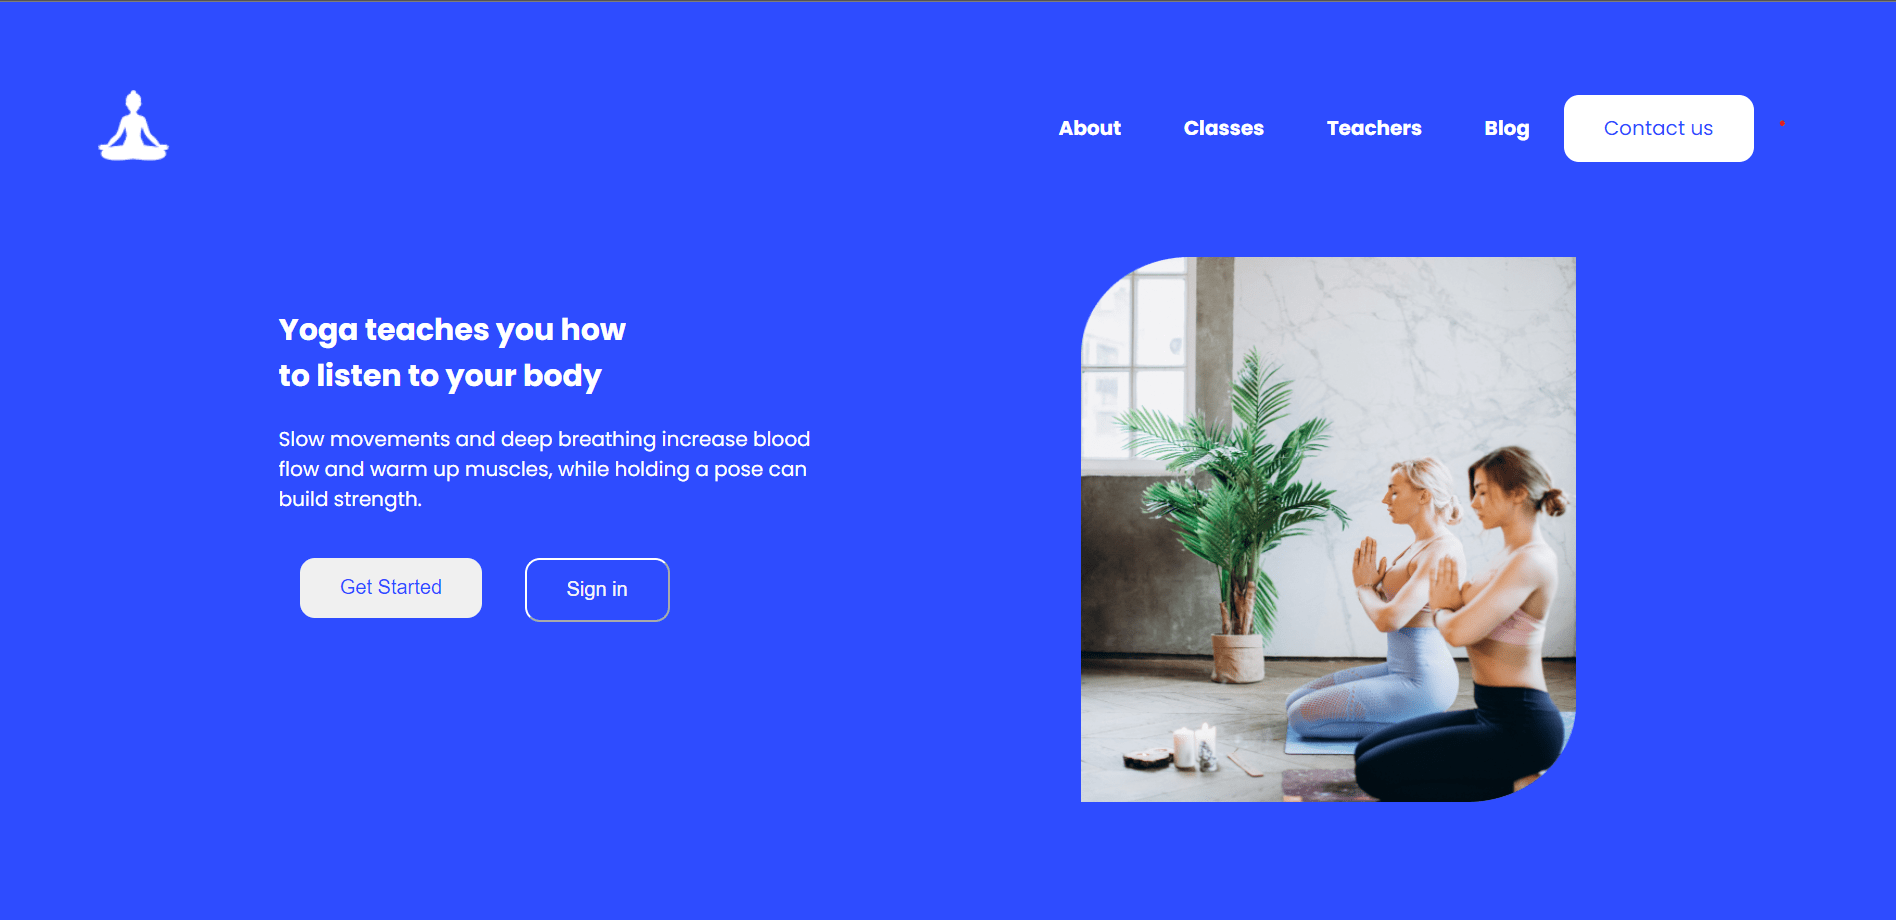 About Classes Teachers Blog Contact us
Yoga teaches you how
to listen to your body
Slow movements and deep breathing increase blood
flow and warm up muscles, while holding a pose can
build strength.
Get Started Sign in